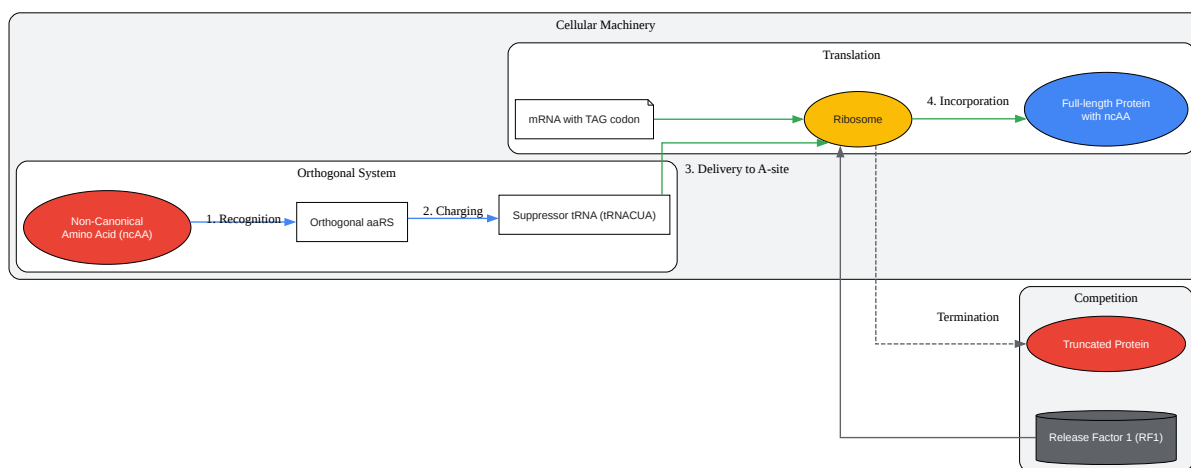 Cellular Machinery
Translation
mRNA with TAG codon
Ribosome
4. Incorporation
Full-length Protein
with ncAA
Orthogonal System
3. Delivery to A-site
Non-Canonical
Amino Acid (ncAA)
1. Recognition
Orthogonal aaRS
2. Charging
Suppressor tRNA (tRNACUA)
Competition
Termination
Truncated Protein
Release Factor 1 (RF1)